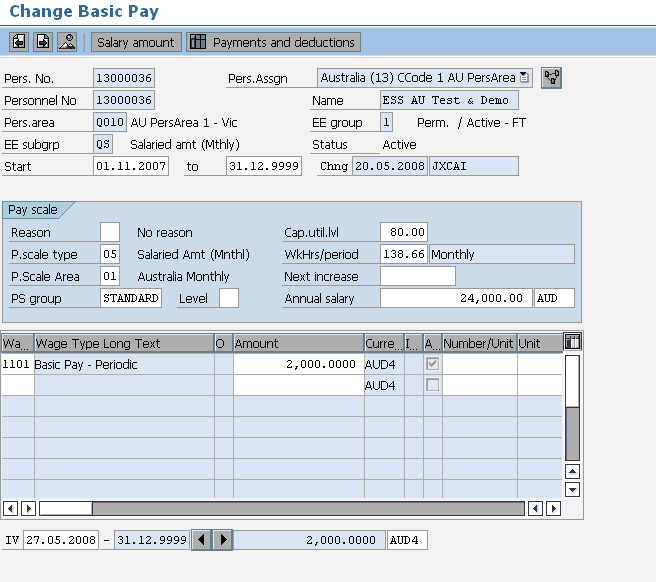 Change Basic Pay
Salary amount Payments and deductions
Pers. No. 13000036 Pers.Assgn Australia (13) CCode 1 AU PersArea
Personnel No 13000036 Name ESS AU Test & Demo
Pers.area Q010 AU PersArea 1 - Vic EE group 1 Perm. / Active - FT
EE subgrp QS Salaried amt (Mthly) Status Active
Start 01.11.2007 to 31.12.9999 Chng 20.05.2008 JXCAI
Pay scale
Reason No reason Cap.util.lvl 80.00
P.scale type 05 Salaried Amt (Mnthl) WkHrs/period 138.66 Monthly
P.Scale Area 01 Australia Monthly Next increase
PS group STANDARD Level Annual salary 24,000.00 AUD
Wa... Wage Type Long Text O Amount Curre... I... A... Number/Unit Unit
1101 Basic Pay - Periodic 2,000.0000 AUD4
AUD4
IV 27.05.2008 - 31.12.9999 2,000.0000 AUD4